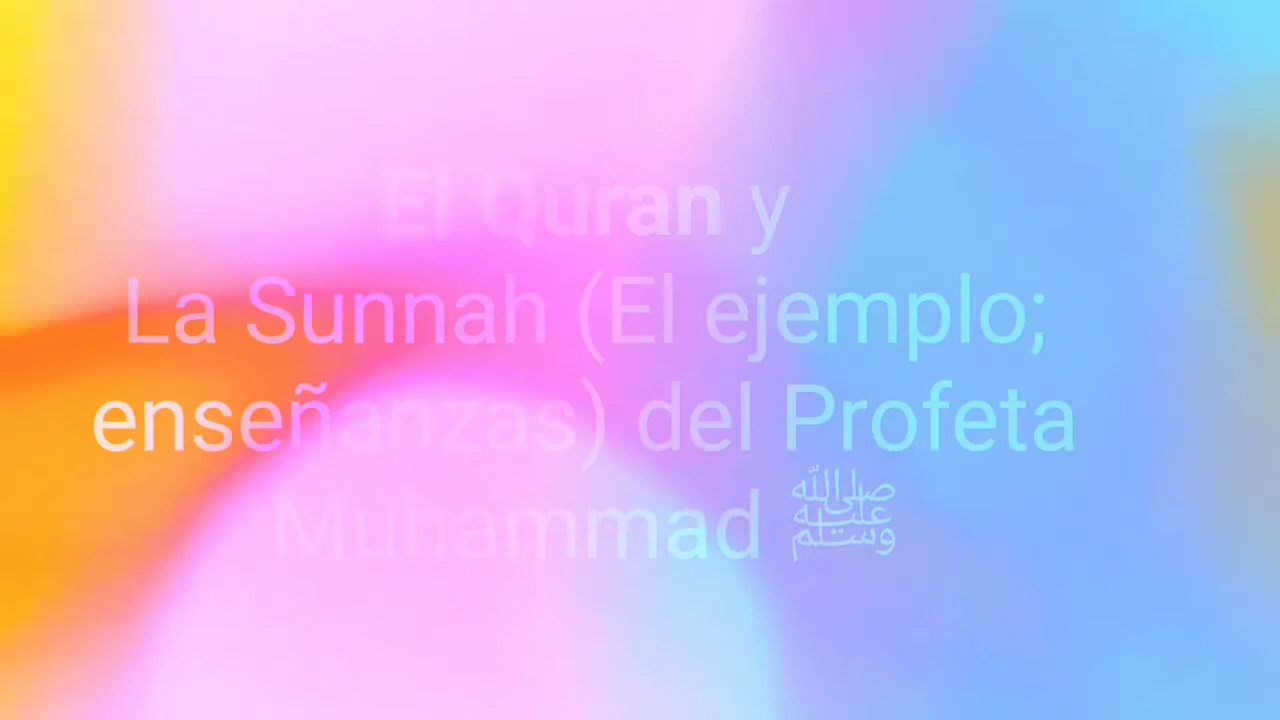 El Quran y
La Sunnah (El ejemplo;
enseñanzas) del Profeta
Muhammad ﷺ